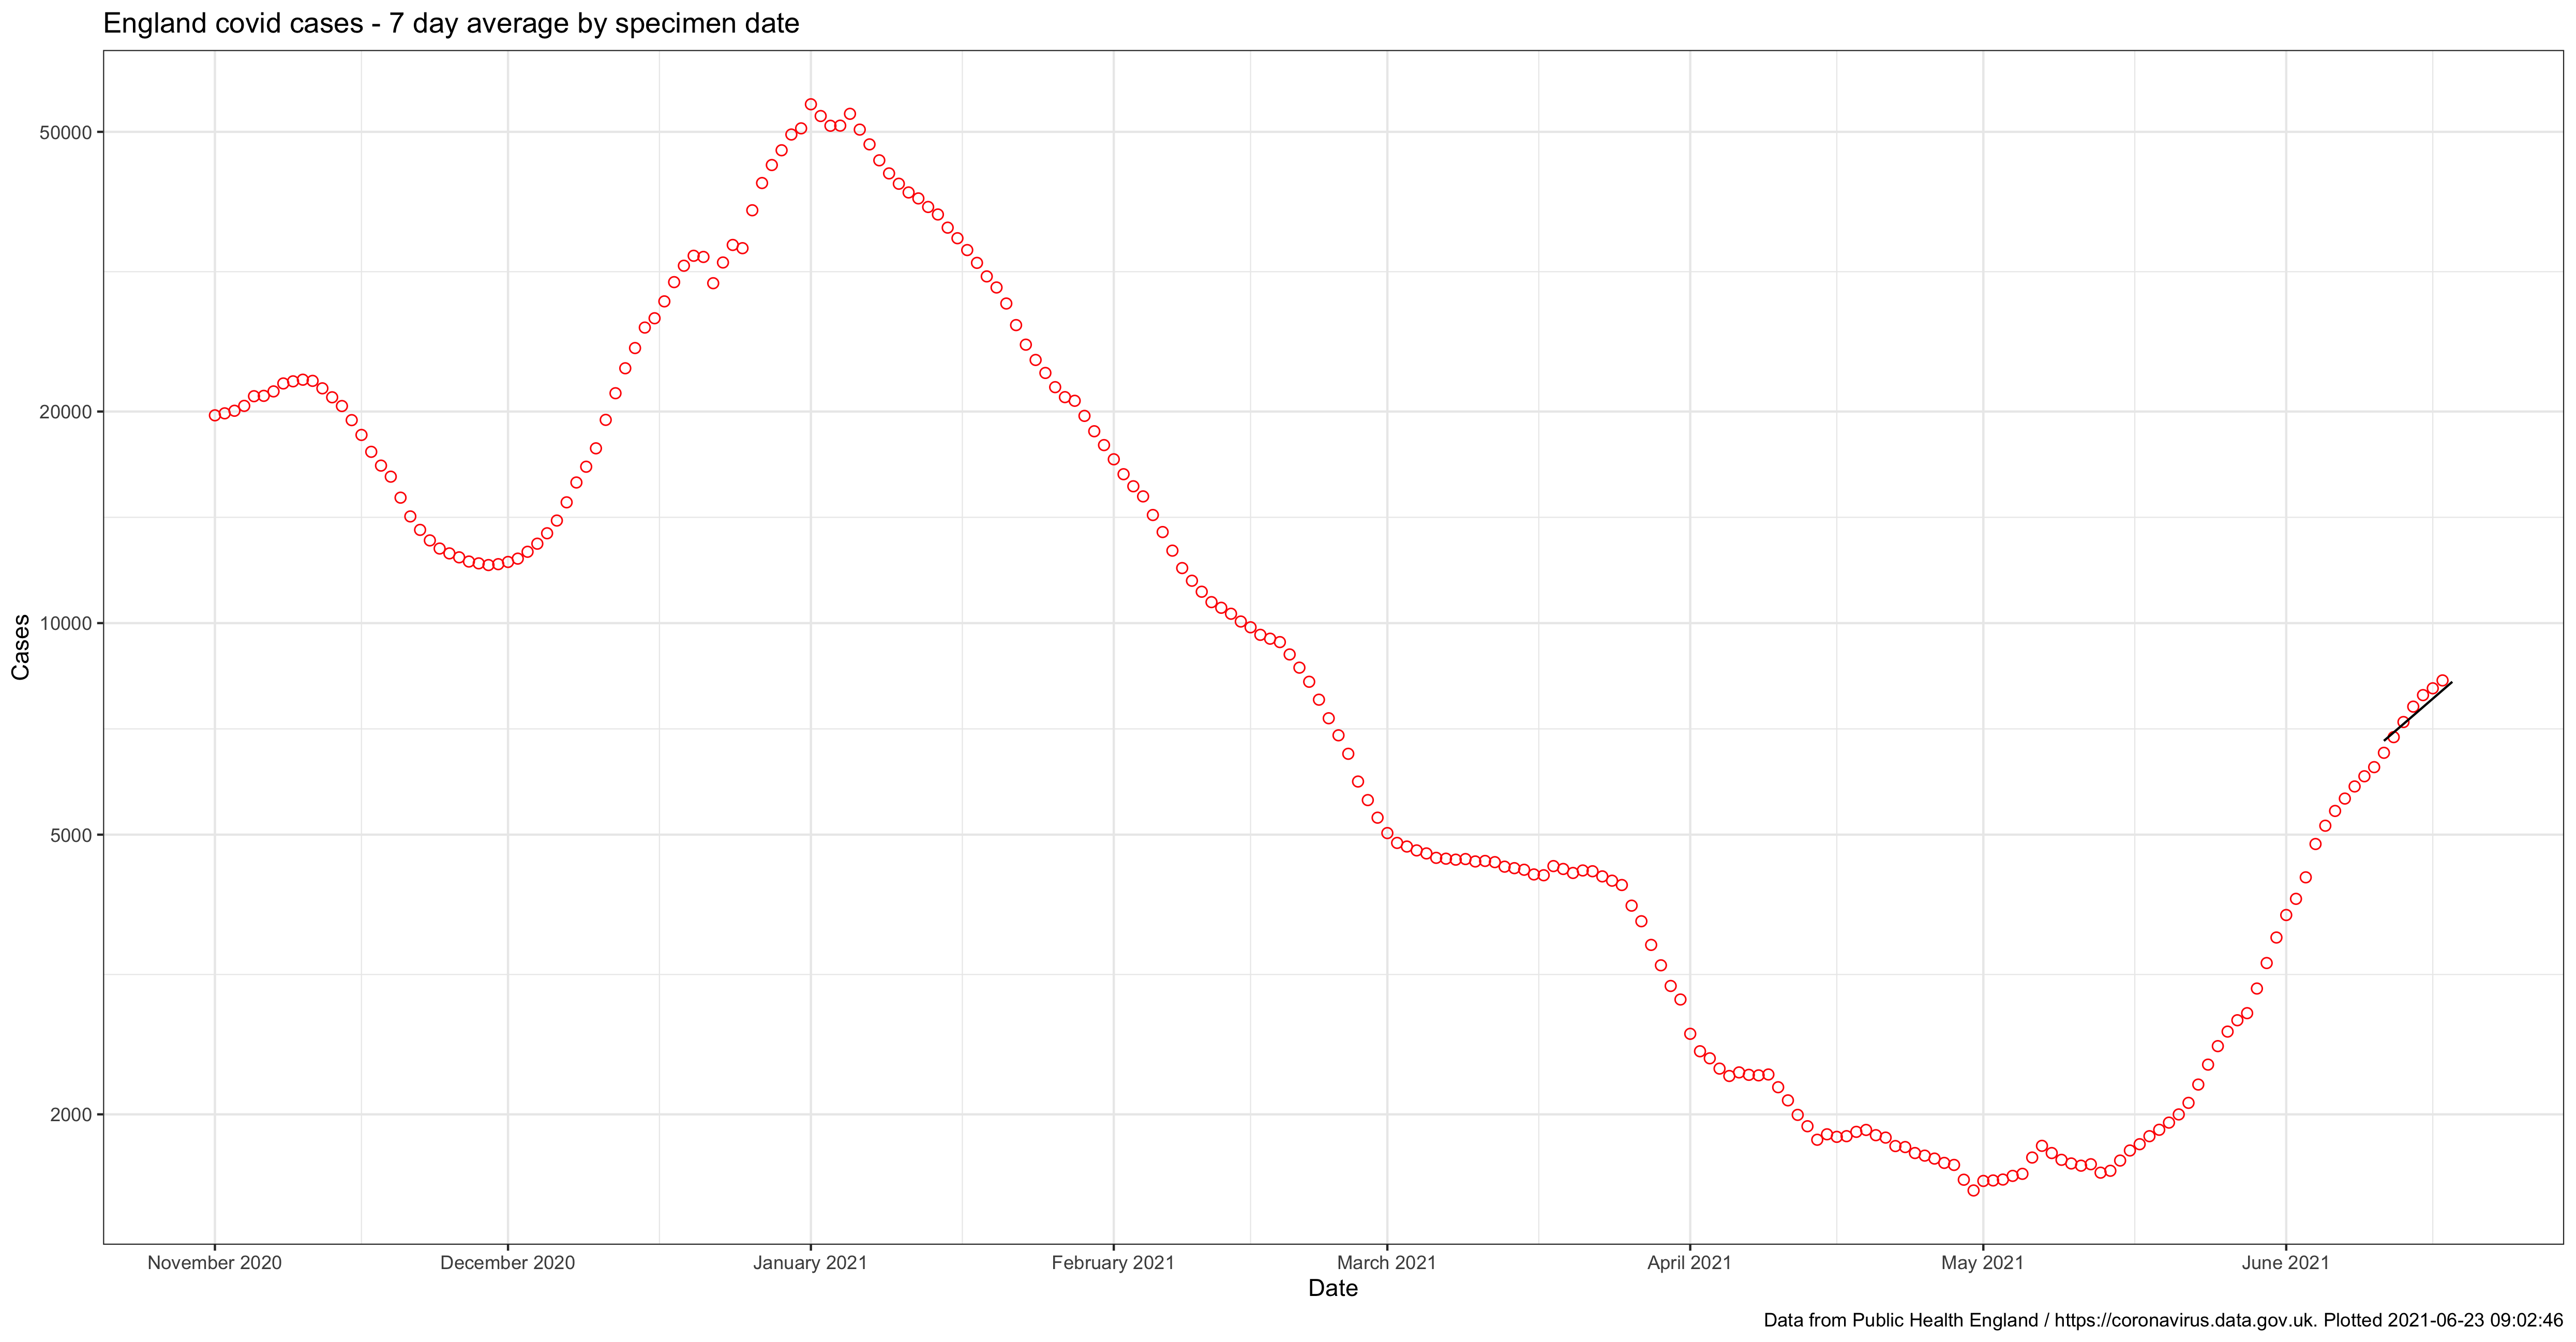 England covid cases - 7 day average by specimen date
50000
20000
10000
5000
2000
Cases
November 2020
December 2020
January 2021
February 2021
March 2021
April 2021
May 2021
June 2021
Date
Data from Public Health England / https://coronavirus.data.gov.uk. Plotted 2021-06-23 09:02:46